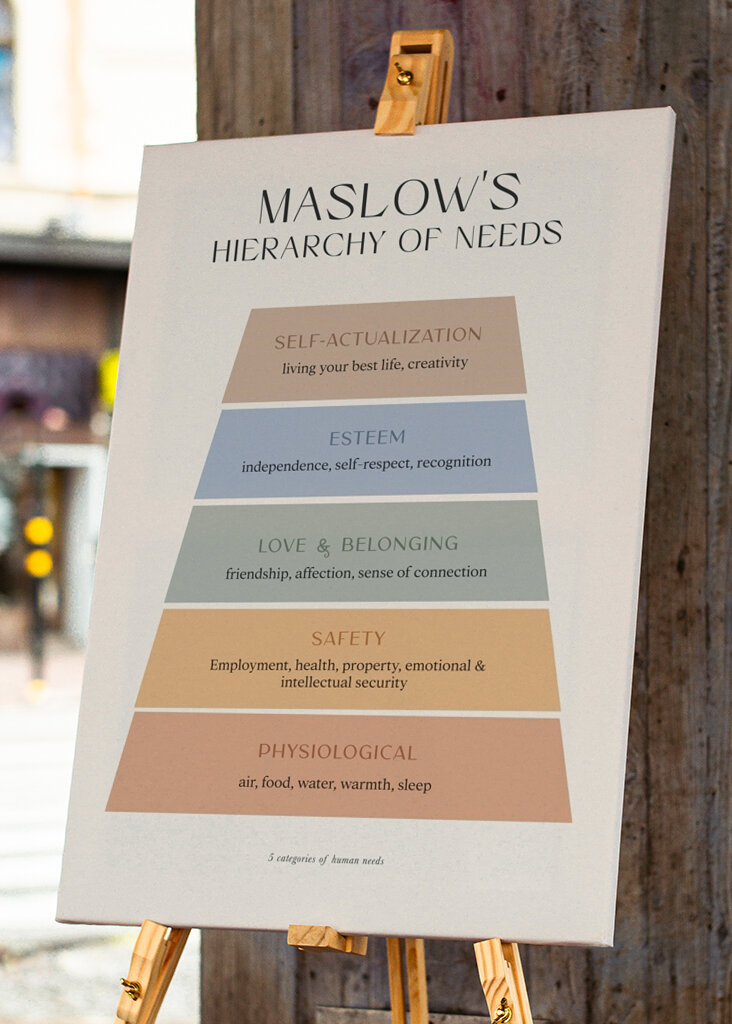 MASLOW'S
HIERARCHY OF NEEDS
SELF-ACTUALIZATION
living your best life, creativity
ESTEEM
independence, self-respect, recognition
LOVE & BELONGING
friendship, affection, sense of connection
SAFETY
Employment, health, property, emotional &
intellectual security
PHYSIOLOGICAL
air, food, water, warmth, sleep
5 categories of human needs